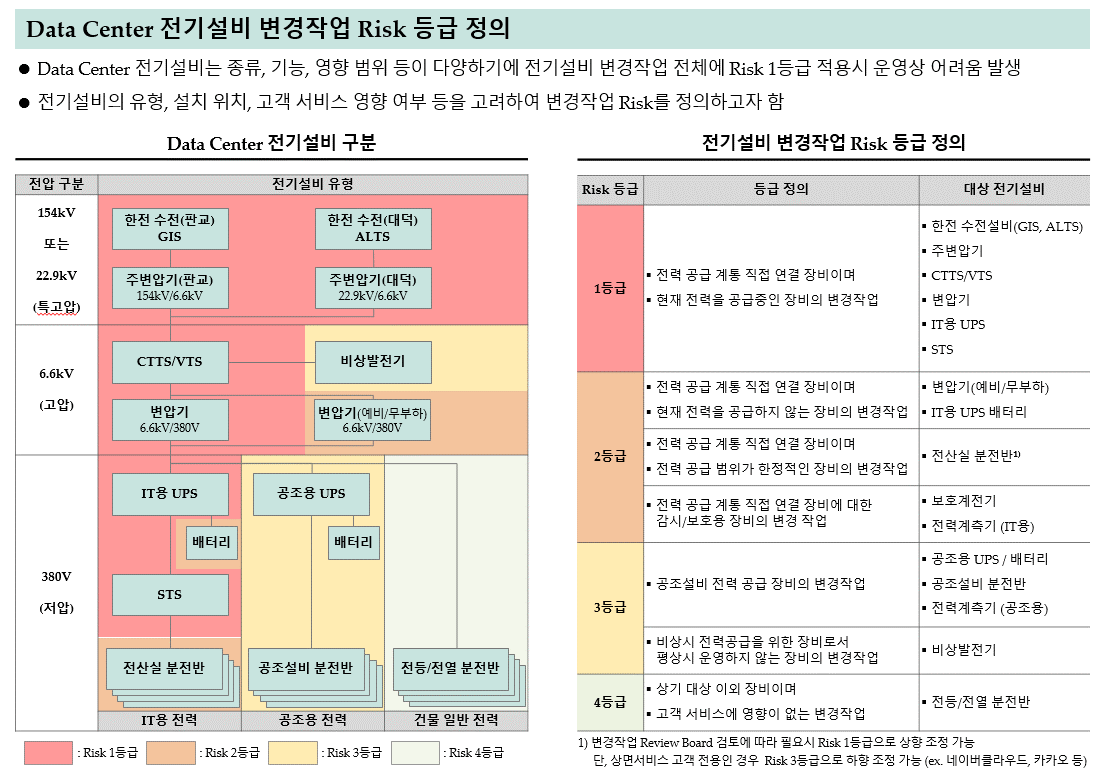 Data Center 전기설비 변경작업 Risk 등급 정의
● Data Center 전기설비는 종류, 기능, 영향 범위 등이 다양하기에 전기설비 변경작업 전체에 Risk 1등급 적용시 운영상 어려움 발생
● 전기설비의 유형, 설치 위치, 고객 서비스 영향 여부 등을 고려하여 변경작업 Risk를 정의하고자 함
Data Center 전기설비 구분
전압 구분
전기설비 유형
154kV
또는
22.9kV
(특고압)
한전 수전(판교)
GIS
한전 수전(대덕)
ALTS
주변압기(판교)
154kV/6.6kV
주변압기(대덕)
22.9kV/6.6kV
6.6kV
(고압)
CTTS/VTS
비상발전기
변압기
6.6kV/380V
변압기(예비/무부하)
6.6kV/380V
380V
(저압)
IT용 UPS
공조용 UPS
배터리
배터리
STS
전산실 분전반
공조설비 분전반
전등/전열 분전반
IT용 전력
공조용 전력
건물 일반 전력
: Risk 1등급
: Risk 2등급
: Risk 3등급
: Risk 4등급
전기설비 변경작업 Risk 등급 정의
Risk 등급
등급 정의
대상 전기설비
1등급
▪ 전력 공급 계통 직접 연결 장비이며
▪ 현재 전력을 공급중인 장비의 변경작업
▪ 한전 수전설비(GIS, ALTS)
▪ 주변압기
▪ CTTS/VTS
▪ 변압기
▪ IT용 UPS
▪ STS
2등급
▪ 전력 공급 계통 직접 연결 장비이며
▪ 현재 전력을 공급하지 않는 장비의 변경작업
▪ 변압기(예비/무부하)
▪ IT용 UPS 배터리
▪ 전력 공급 계통 직접 연결 장비이며
▪ 전력 공급 범위가 한정적인 장비의 변경작업
▪ 전산실 분전반1)
▪ 전력 공급 계통 직접 연결 장비에 대한
감시/보호용 장비의 변경 작업
▪ 보호계전기
▪ 전력계측기 (IT용)
3등급
▪ 공조설비 전력 공급 장비의 변경작업
▪ 공조용 UPS / 배터리
▪ 공조설비 분전반
▪ 전력계측기 (공조용)
▪ 비상시 전력공급을 위한 장비로서
평상시 운영하지 않는 장비의 변경작업
▪ 비상발전기
4등급
▪ 상기 대상 이외 장비이며
▪ 고객 서비스에 영향이 없는 변경작업
▪ 전등/전열 분전반
1) 변경작업 Review Board 검토에 따라 필요시 Risk 1등급으로 상향 조정 가능
단, 상면서비스 고객 전용인 경우 Risk 3등급으로 하향 조정 가능 (ex. 네이버클라우드, 카카오 등)